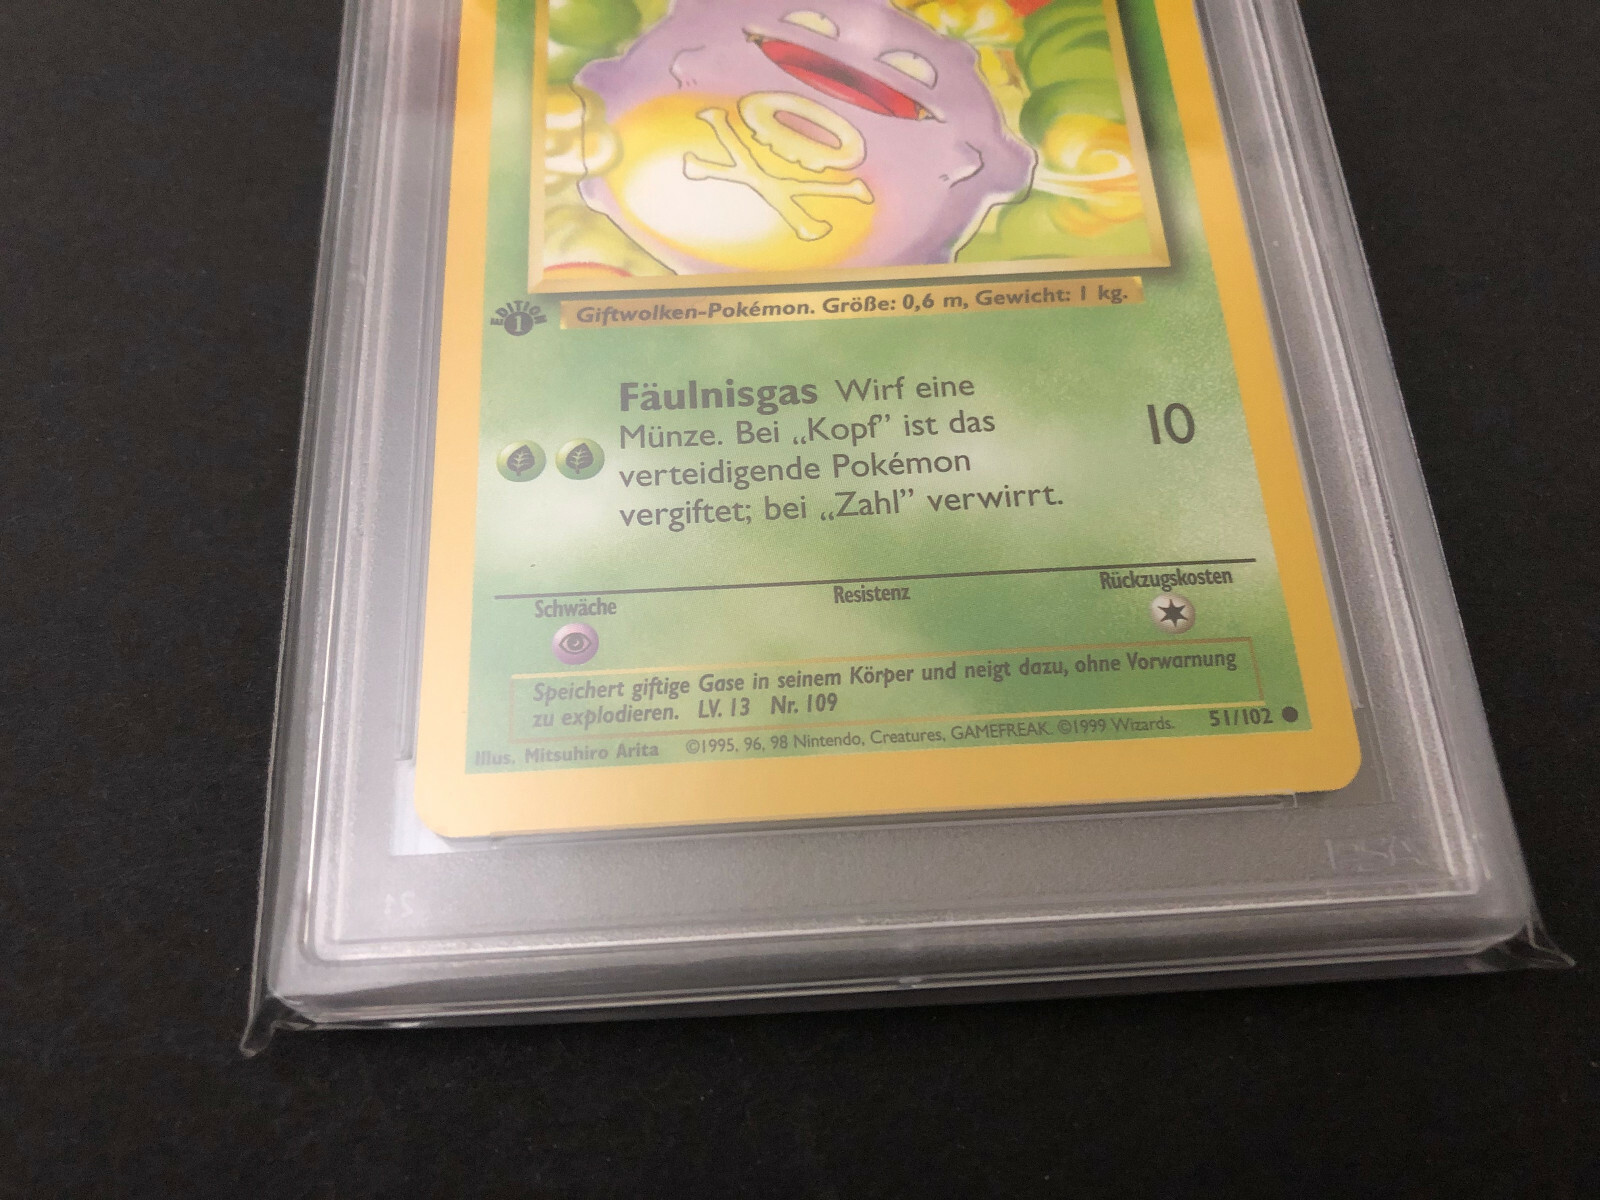 EDITION
1
Giftwolken-Pokémon. Größe: 0,6 m, Gewicht: 1 kg.
Fäulnisgas Wirf eine
Münze. Bei „Kopf” ist das
verteidigende Pokémon
vergiftet; bei „Zahl” verwirrt.
10
Schwäche
Resistenz
Rückzugskosten
Speichert giftige Gase in seinem Körper und neigt dazu, ohne Vorwarnung
zu explodieren. LV. 13 Nr. 109
Illus. Mitsuhiro Arita ©1995, 96, 98 Nintendo, Creatures, GAMEFREAK. ©1999 Wizards. 51/102